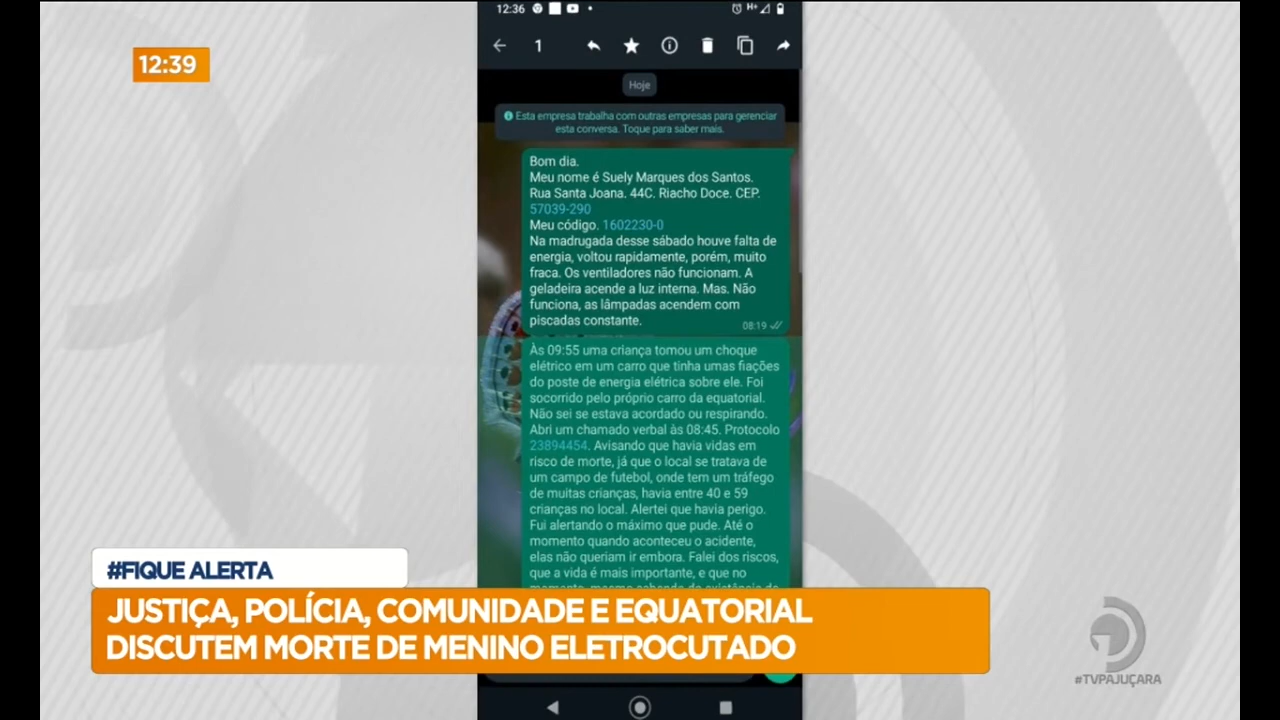 12:36
H+
12:39
1
Hoje
Esta empresa trabalha com outras empresas para gerenciar
esta conversa. Toque para saber mais.
Bom dia.
Meu nome é Suely Marques dos Santos.
Rua Santa Joana. 44C. Riacho Doce. CEP.
57039-290
Meu código. 1602230-0
Na madrugada desse sábado houve falta de
energia, voltou rapidamente, porém, muito
fraca. Os ventiladores não funcionam. A
geladeira acende a luz interna. Mas. Não
funciona, as lâmpadas acendem com
piscadas constante.
08:19
Às 09:55 uma criança tomou um choque
elétrico em um carro que tinha umas fiações
do poste de energia elétrica sobre ele. Foi
socorrido pelo próprio carro da equatorial.
Não sei se estava acordado ou respirando.
Abri um chamado verbal às 08:45. Protocolo
23894454. Avisando que havia vidas em
risco de morte, já que o local se tratava de
um campo de futebol, onde tem um tráfego
de muitas crianças, havia entre 40 e 59
crianças no local. Alertei que havia perigo.
Fui alertando o máximo que pude. Até o
momento quando aconteceu o acidente,
elas não queriam ir embora. Falei dos riscos,
que a vida é mais importante, e que no
#FIQUE ALERTA
JUSTIÇA, POLÍCIA, COMUNIDADE E EQUATORIAL
DISCUTEM MORTE DE MENINO ELETROCUTADO
#TVPAJUÇARA